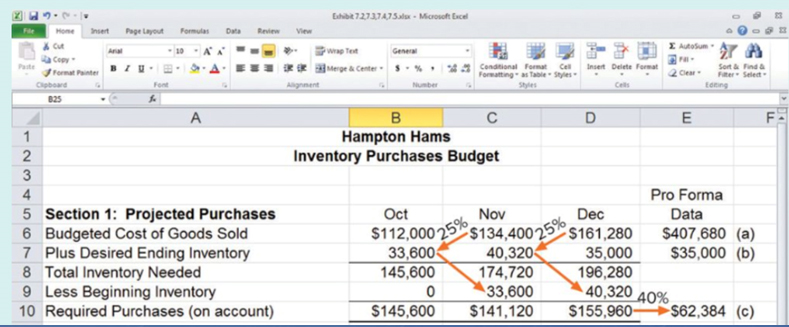 Exhibit 7.2,7.3,7.4,7.5.xlsx - Microsoft Excel
File Home Insert Page Layout Formulas Data Review View
Cut Arial 10 Wrap Text General AutoSum
Copy Fill
Paste Format Painter B I U Merge & Center $ % , Conditional Formatting Format as Table Cell Styles Insert Delete Format Clear Sort & Filter Find & Select
Clipboard Font Alignment Number Styles Cells Editing
B25 fx
A B C D E F
1 Hampton Hams
2 Inventory Purchases Budget
3
4 Pro Forma
5 Section 1: Projected Purchases Oct Nov Dec Data
6 Budgeted Cost of Goods Sold $112,000 25% $134,400 25% $161,280 $407,680 (a)
7 Plus Desired Ending Inventory 33,600 40,320 35,000 $35,000 (b)
8 Total Inventory Needed 145,600 174,720 196,280
9 Less Beginning Inventory 0 33,600 40,320 40%
10 Required Purchases (on account) $145,600 $141,120 $155,960 $62,384 (c)